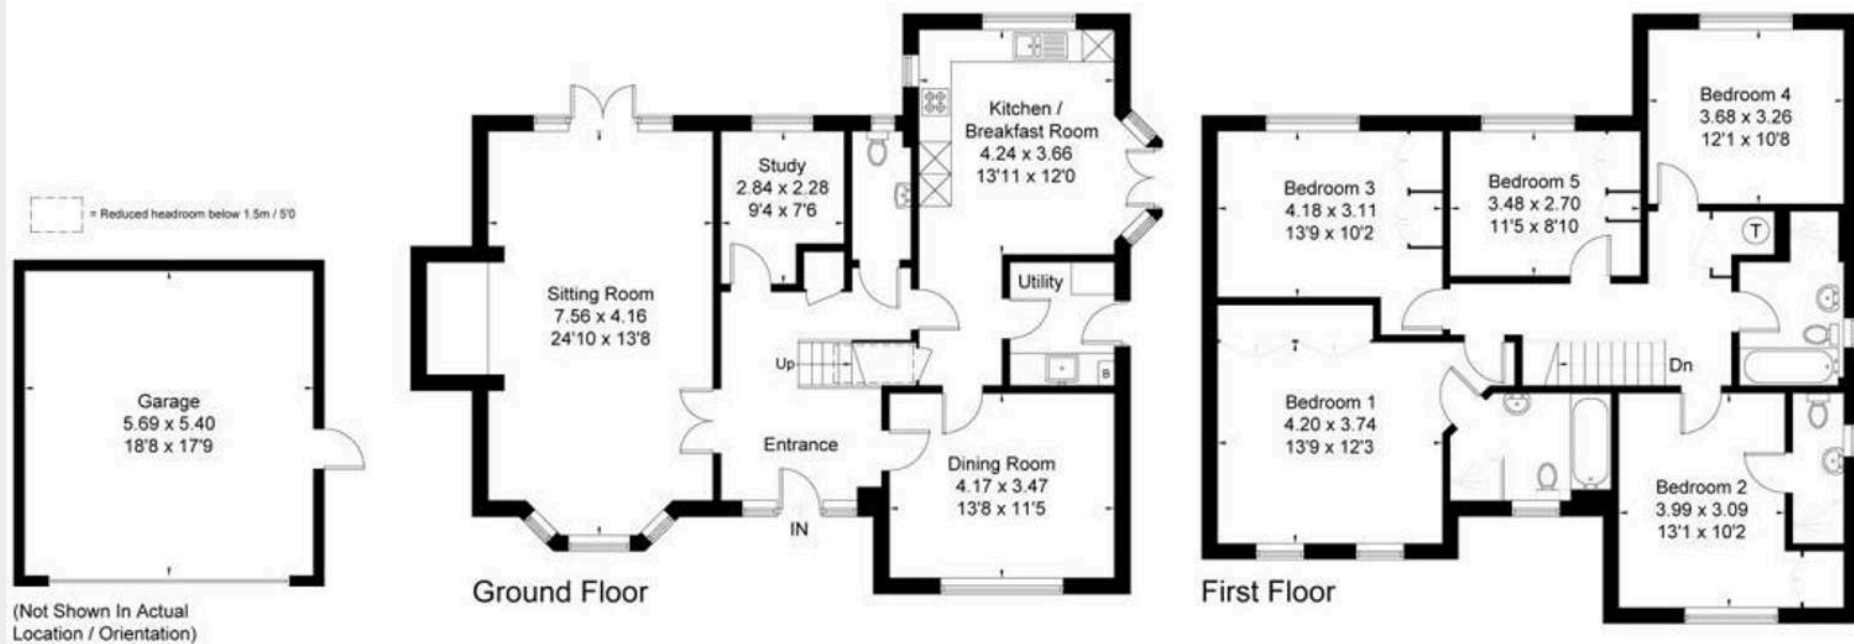 = Reduced headroom below 1.5m / 5'0
Garage
5.69 x 5.40
18'8 x 17'9
(Not Shown In Actual
Location / Orientation)
Sitting Room
7.56 x 4.16
24'10 x 13'8
Study
2.84 x 2.28
9'4 x 7'6
Kitchen /
Breakfast Room
4.24 x 3.66
13'11 x 12'0
Utility
B
Up
Entrance
IN
Dining Room
4.17 x 3.47
13'8 x 11'5
Ground Floor
Bedroom 3
4.18 x 3.11
13'9 x 10'2
Bedroom 5
3.48 x 2.70
11'5 x 8'10
Bedroom 4
3.68 x 3.26
12'1 x 10'8
T
Dn
Bedroom 1
4.20 x 3.74
13'9 x 12'3
Bedroom 2
3.99 x 3.09
13'1 x 10'2
First Floor